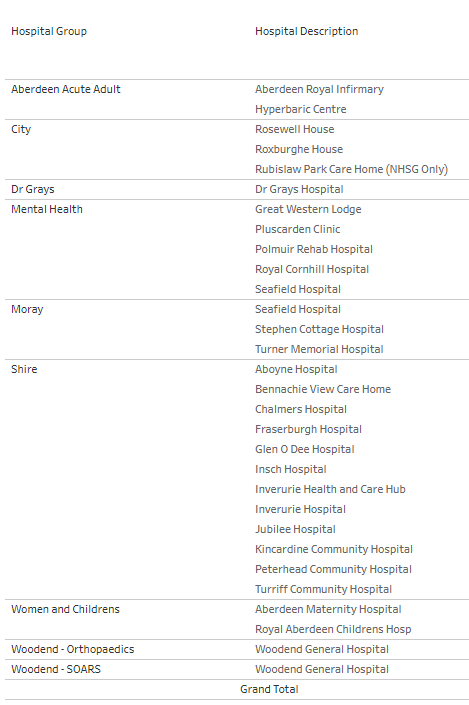 Hospital Group Hospital Description
Aberdeen Acute Adult Aberdeen Royal Infirmary
Hyperbaric Centre
City Rosewell House
Roxburghe House
Rubislaw Park Care Home (NHSG Only)
Dr Grays Dr Grays Hospital
Mental Health Great Western Lodge
Pluscarden Clinic
Polmuir Rehab Hospital
Royal Cornhill Hospital
Seafield Hospital
Moray Seafield Hospital
Stephen Cottage Hospital
Turner Memorial Hospital
Shire Aboyne Hospital
Bennachie View Care Home
Chalmers Hospital
Fraserburgh Hospital
Glen O Dee Hospital
Insch Hospital
Inverurie Health and Care Hub
Inverurie Hospital
Jubilee Hospital
Kincardine Community Hospital
Peterhead Community Hospital
Turriff Community Hospital
Women and Childrens Aberdeen Maternity Hospital
Royal Aberdeen Childrens Hosp
Woodend - Orthopaedics Woodend General Hospital
Woodend - SOARS Woodend General Hospital
Grand Total